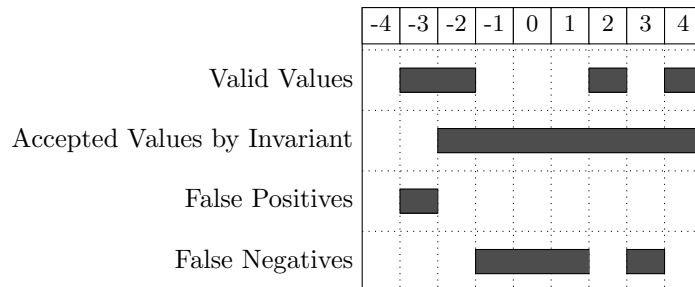 -4 -3 -2 -1 0 1 2 3 4
Valid Values
Accepted Values by Invariant
False Positives
False Negatives